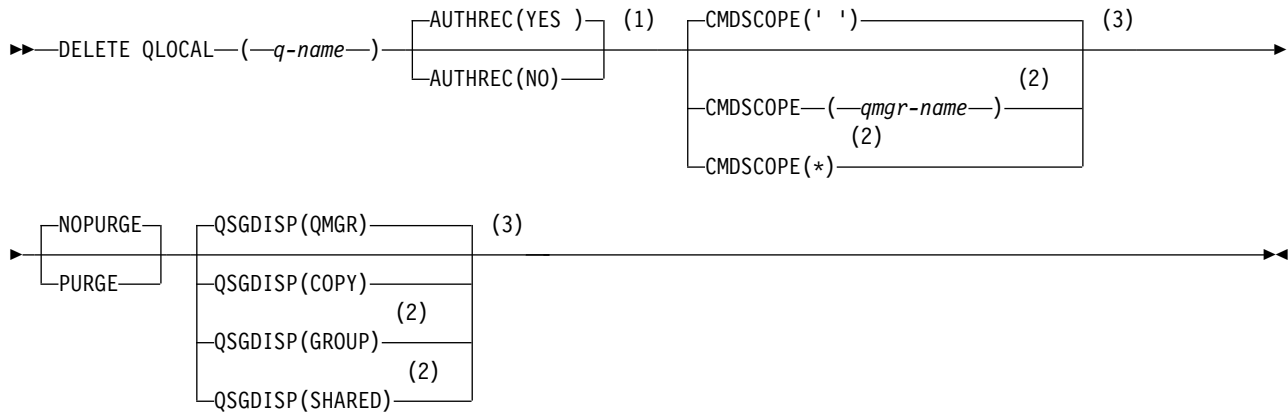 AUTHREC(YES ) (1) CMDSCOPE(' ') (3)
DELETE QLOCAL ( q-name )
AUTHREC(NO) (2)
CMDSCOPE ( qmgr-name )
(2)
CMDSCOPE(*)
NOPURGE QSGDISP(QMGR) (3)
PURGE QSGDISP(COPY)
(2)
QSGDISP(GROUP)
(2)
QSGDISP(SHARED)